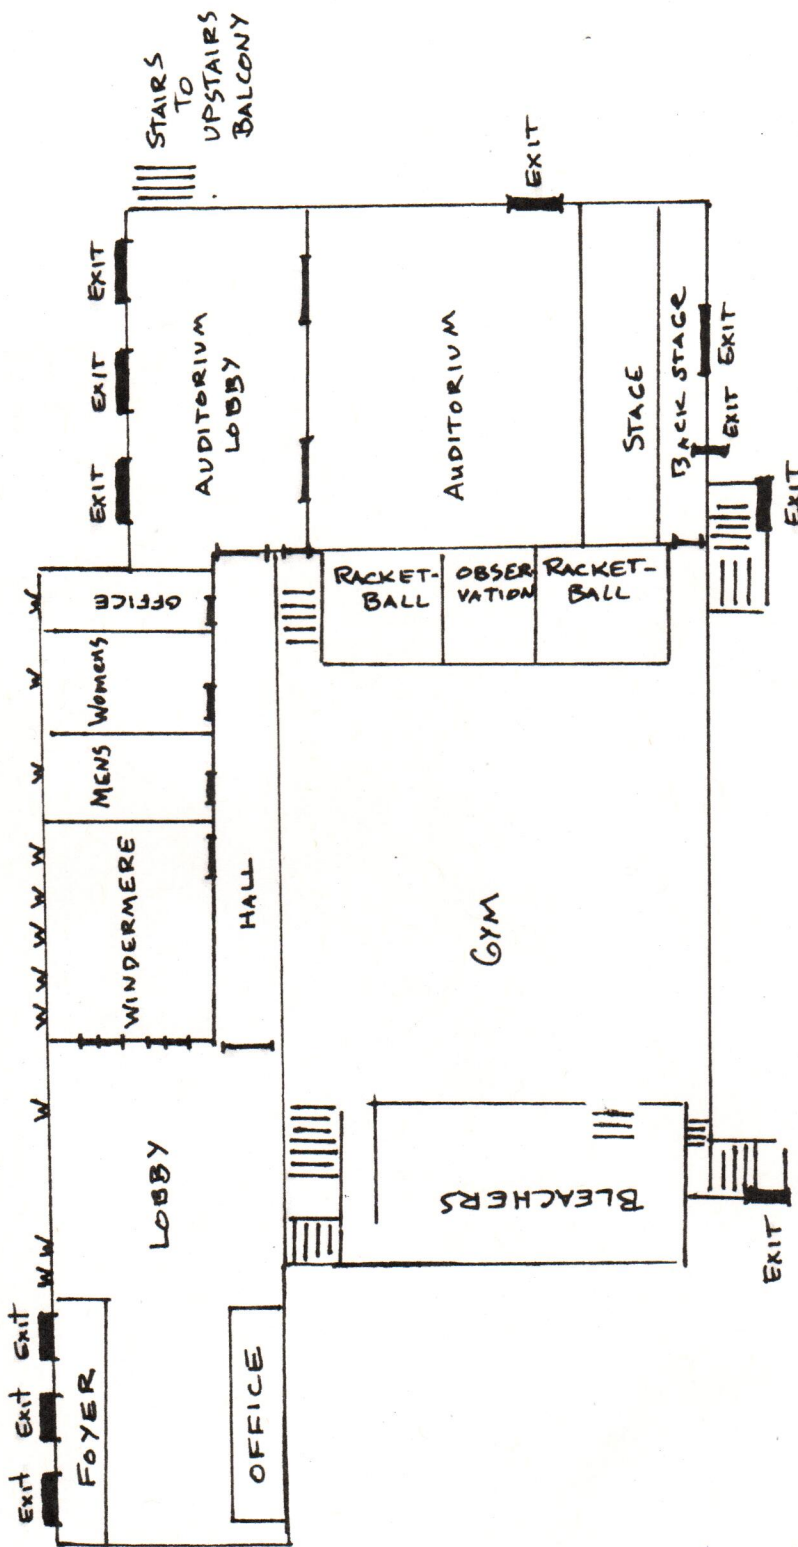 Exit Exit Exit
W W W W W W W W W W W
FOYER
LOBBY
WINDERMERE
MENS
Womens
OFFICE
EXIT EXIT EXIT
STAIRS
TO
UPSTAIRS
BALCONY
OFFICE
HALL
AUDITORIUM
LOBBY
BLEACHERS
GYM
RACKET-
BALL
OBSER-
VATION
RACKET-
BALL
AUDITORIUM
EXIT
STAGE
BACK STAGE
EXIT EXIT
EXIT
EXIT